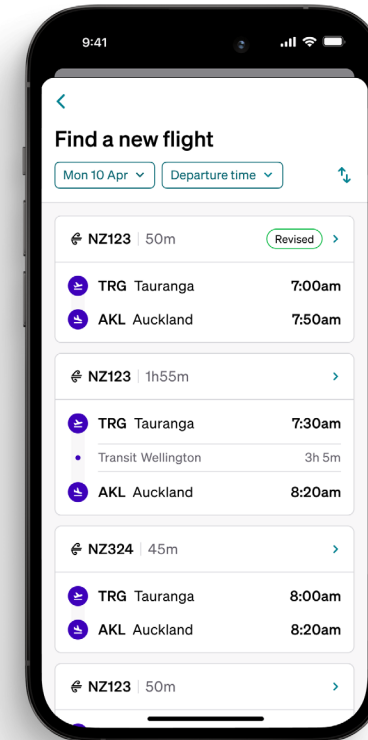 9:41
Find a new flight
Mon 10 Apr Departure time
NZ123 50m Revised
TRG Tauranga 7:00am
AKL Auckland 7:50am
NZ123 1h55m
TRG Tauranga 7:30am
Transit Wellington 3h 5m
AKL Auckland 8:20am
NZ324 45m
TRG Tauranga 8:00am
AKL Auckland 8:20am
NZ123 50m